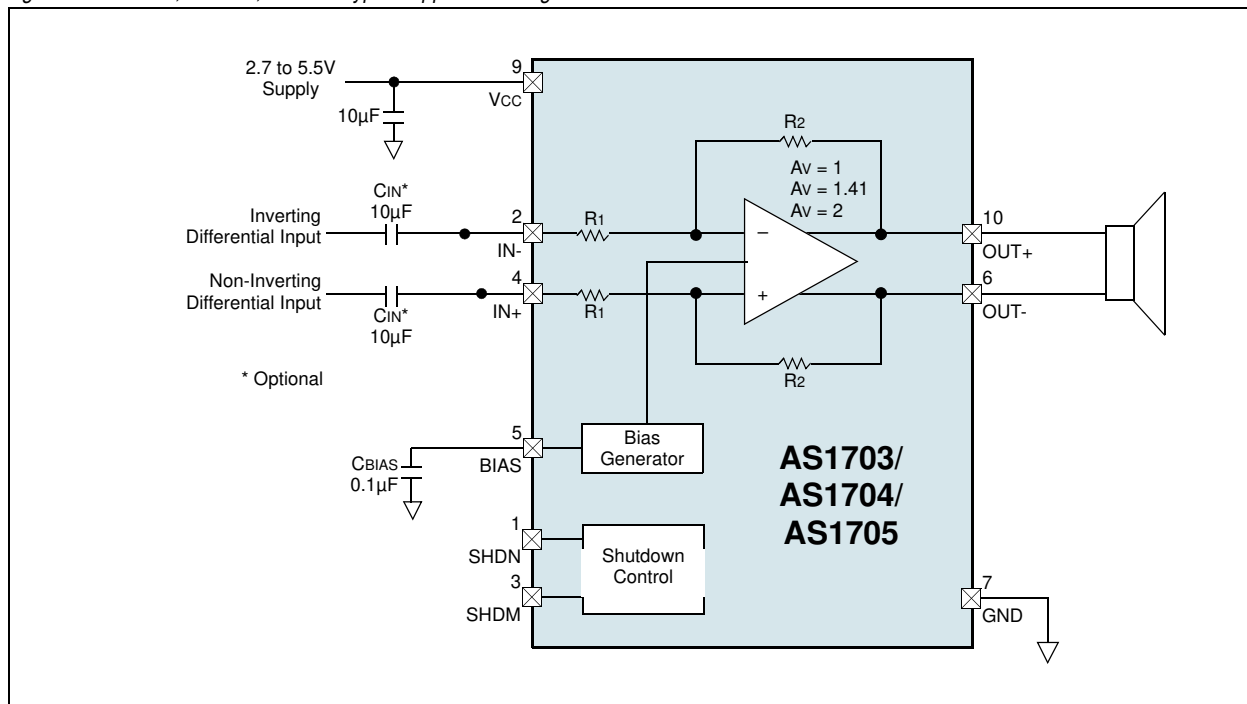 2.7 to 5.5V
Supply
10µF
9
VCC
CIN*
10µF
Inverting
Differential Input
2
IN-
R1
Non-Inverting
Differential Input
CIN*
10µF
4
IN+
R1
* Optional
R2
AV = 1
AV = 1.41
AV = 2
−
+
R2
10
OUT+
6
OUT-
CBIAS
0.1µF
5
BIAS
Bias
Generator
1
SHDN
3
SHDM
Shutdown
Control
AS1703/
AS1704/
AS1705
7
GND